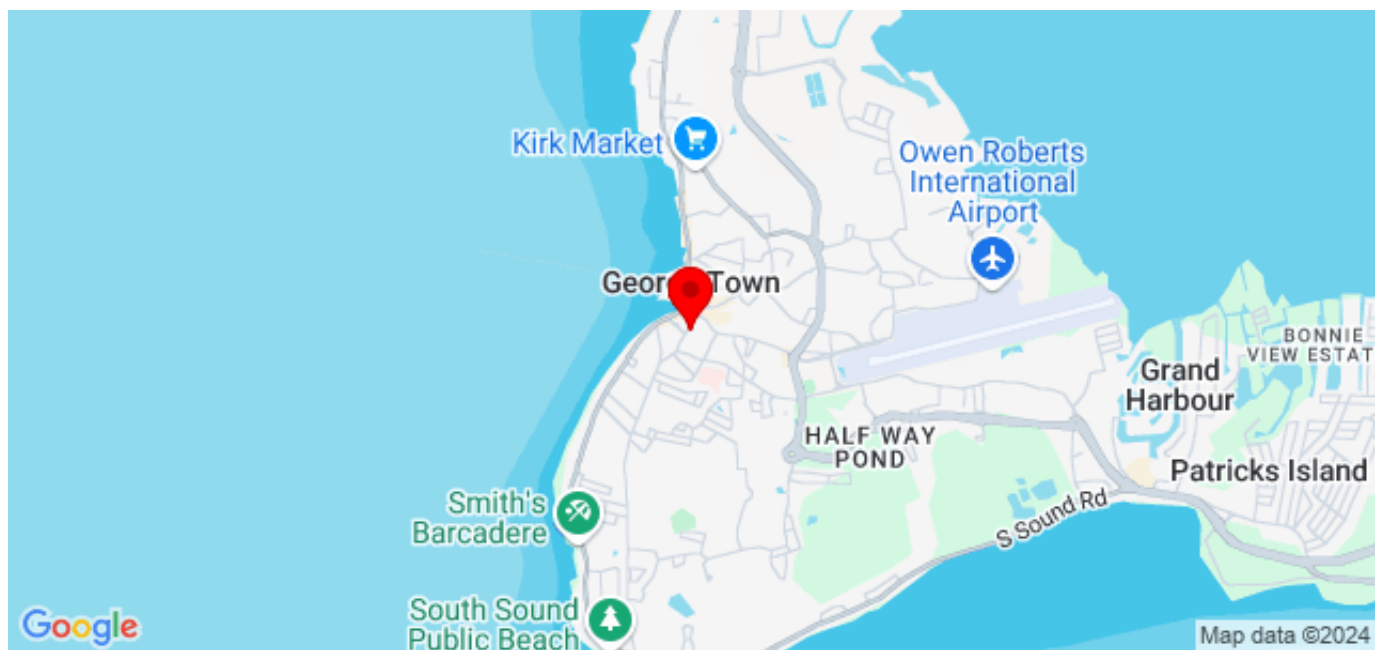 Kirk Market
Owen Roberts
International
Airport
George Town
BONNIE
VIEW ESTAT
Grand
Harbour
HALF WAY
POND
Patricks Island
Smith's
Barcadere
S Sound Rd
South Sound
Public Beach
Google
Map data ©2024